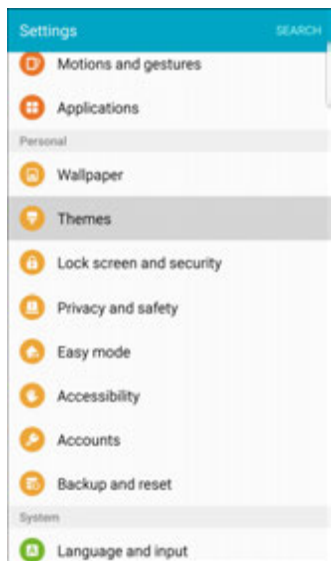 Settings
SEARCH
Motions and gestures
Applications
Personal
Wallpaper
Themes
Lock screen and security
Privacy and safety
Easy mode
Accessibility
Accounts
Backup and reset
System
Language and input